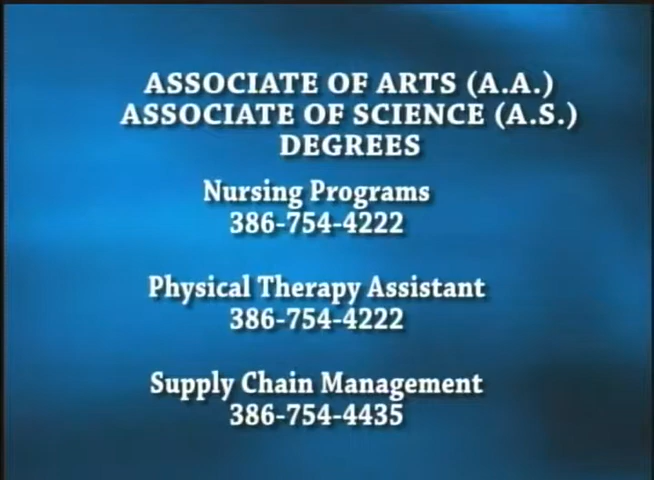 ASSOCIATE OF ARTS (A.A.)
ASSOCIATE OF SCIENCE (A.S.)
DEGREES
Nursing Programs
386-754-4222
Physical Therapy Assistant
386-754-4222
Supply Chain Management
386-754-4435